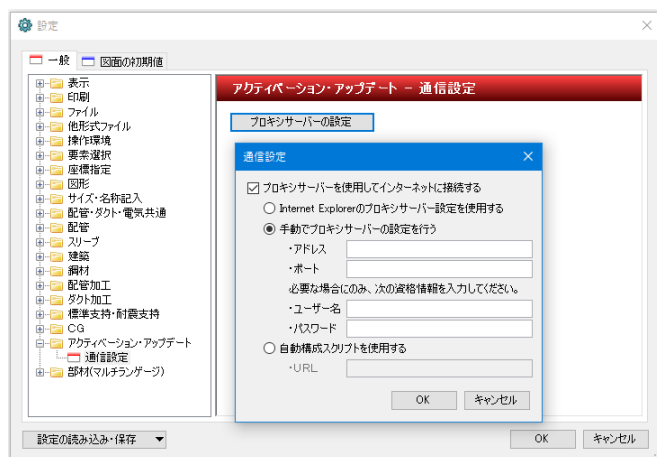 設定
一般 図面の初期値
表示
印刷
ファイル
他形式ファイル
操作環境
要素選択
座標指定
図形
サイズ・名称記入
配管・ダクト・電気共通
配管
スリーブ
建築
鋼材
配管加工
ダクト加工
標準支持・耐震支持
CG
アクティベーション・アップデート
通信設定
部材(マルチランゲージ)
アクティベーション・アップデート － 通信設定
プロキシサーバーの設定
通信設定
プロキシサーバーを使用してインターネットに接続する
Internet Explorerのプロキシサーバー設定を使用する
手動でプロキシサーバーの設定を行う
・アドレス
・ポート
必要な場合にのみ、次の資格情報を入力してください。
・ユーザー名
・パスワード
自動構成スクリプトを使用する
・URL
OK キャンセル
設定の読み込み・保存
OK キャンセル